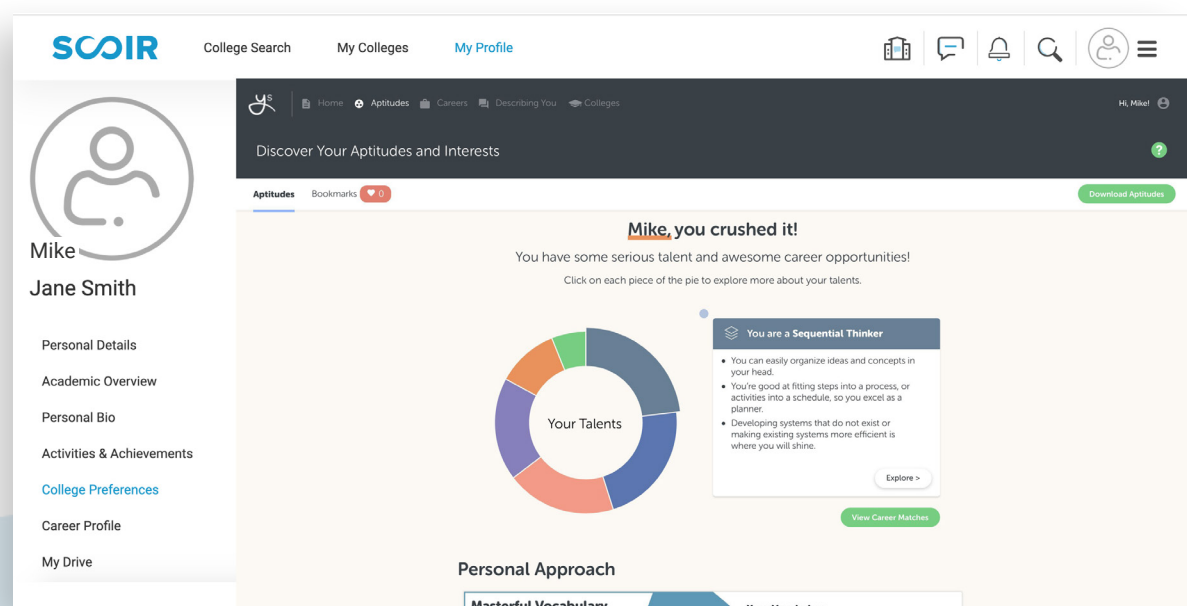 SCOIR
College Search
My Colleges
My Profile
Mike
Jane Smith
Personal Details
Academic Overview
Personal Bio
Activities & Achievements
College Preferences
Career Profile
My Drive
ys
Home
Aptitudes
Careers
Describing You
Colleges
Hi, Mike!
Discover Your Aptitudes and Interests
?
Aptitudes
Bookmarks
0
Download Aptitudes
Mike, you crushed it!
You have some serious talent and awesome career opportunities!
Click on each piece of the pie to explore more about your talents.
Your Talents
You are a Sequential Thinker
• You can easily organize ideas and concepts in
your head.
• You're good at fitting steps into a process, or
activities into a schedule, so you excel as a
planner.
• Developing systems that do not exist or
making existing systems more efficient is
where you will shine.
Explore >
View Career Matches
Personal Approach
Masterful Vocabulary